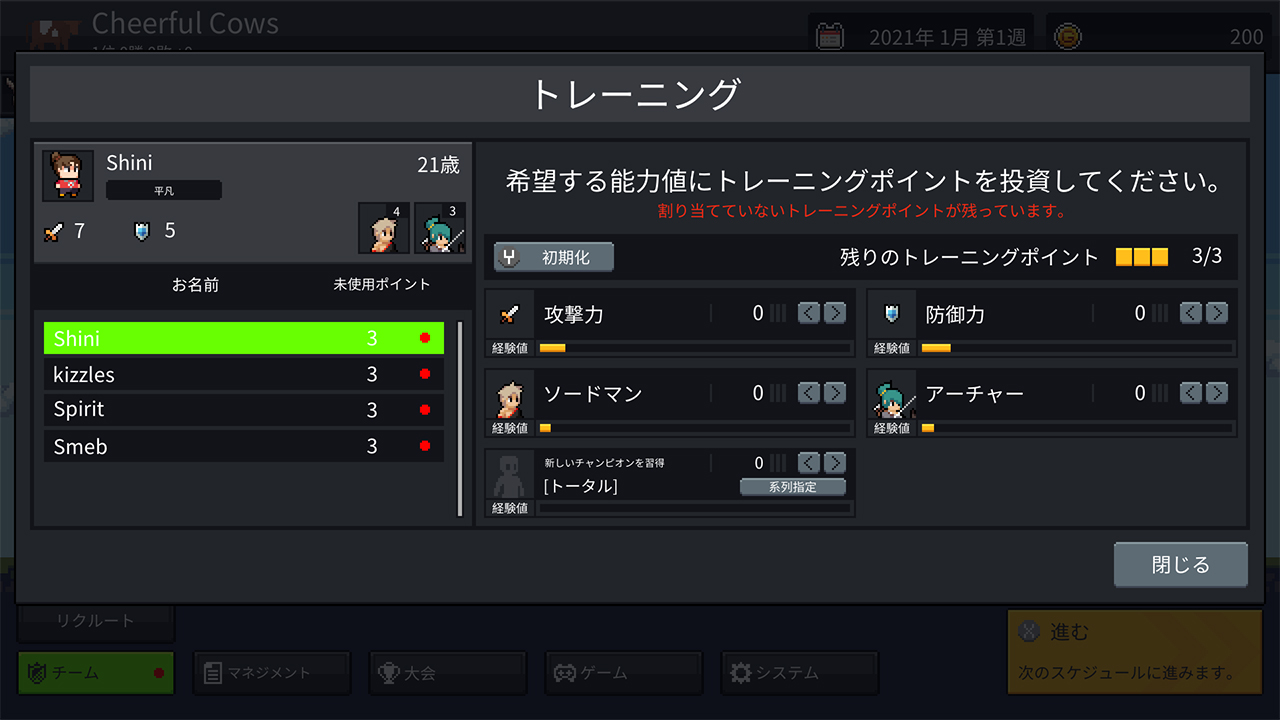 Cheerful Cows
2021年 1月 第1週
200
トレーニング
Shini
21歳
平凡
7
5
4
3
お名前
未使用ポイント
Shini 3
kizzles 3
Spirit 3
Smeb 3
希望する能力値にトレーニングポイントを投資してください。
割り当てていないトレーニングポイントが残っています。
Y 初期化
残りのトレーニングポイント 3/3
攻撃力 0
経験値
防御力 0
経験値
ソードマン 0
経験値
アーチャー 0
経験値
新しいチャンピオンを習得 0
[トータル]
系列指定
経験値
閉じる
リクルート
チーム
マネジメント
大会
ゲーム
システム
X 進む
次のスケジュールに進みます。